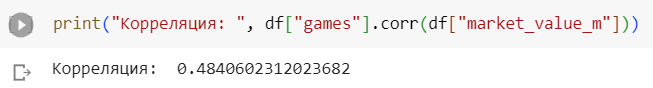 print("Корреляция: ", df["games"].corr(df["market_value_m"]))
Корреляция:  0.4840602312023682